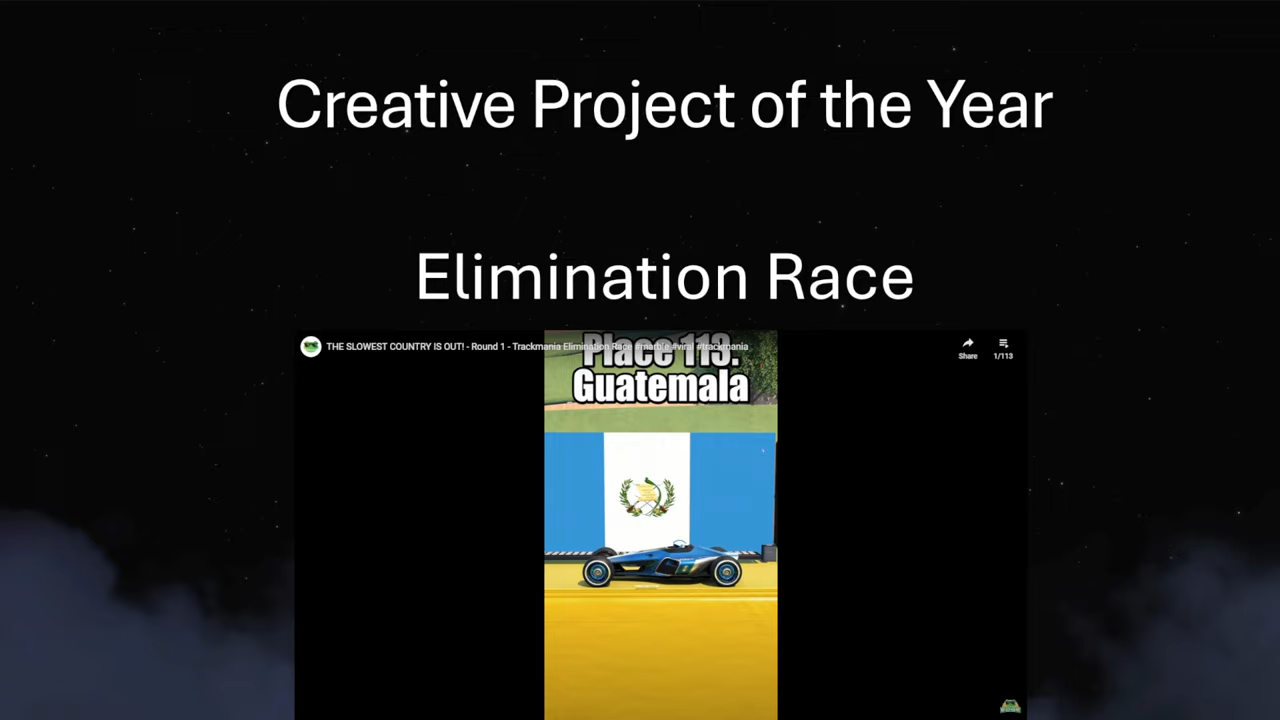 Creative Project of the Year
Elimination Race
THE SLOWEST COUNTRY IS OUT! - Round 1 - Trackmania Elimination Race #marble #viral #trackmania
Share
1/113
Place 113.
Guatemala